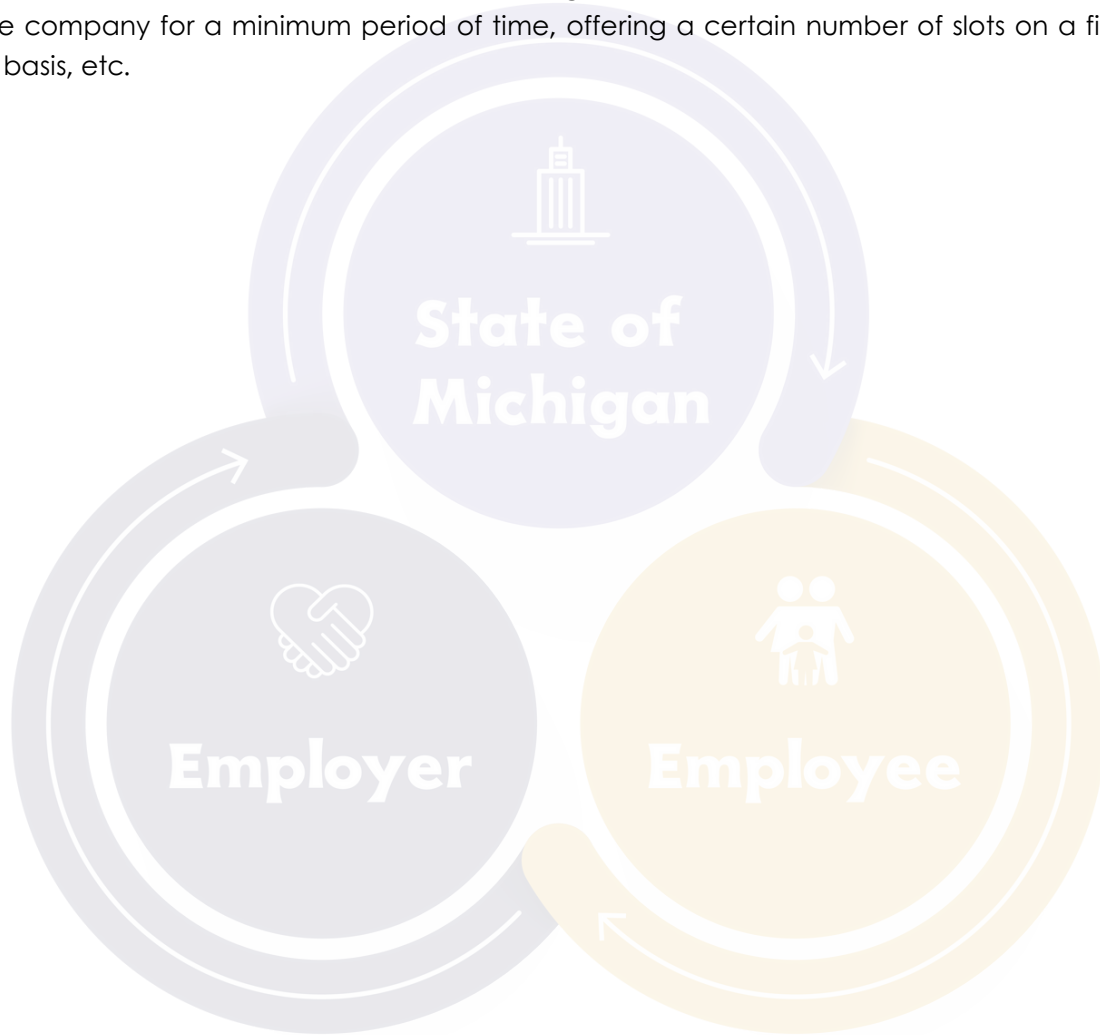 e company for a minimum period of time, offering a certain number of slots on a fi
basis, etc.
State of
Michigan
Employer
Employee